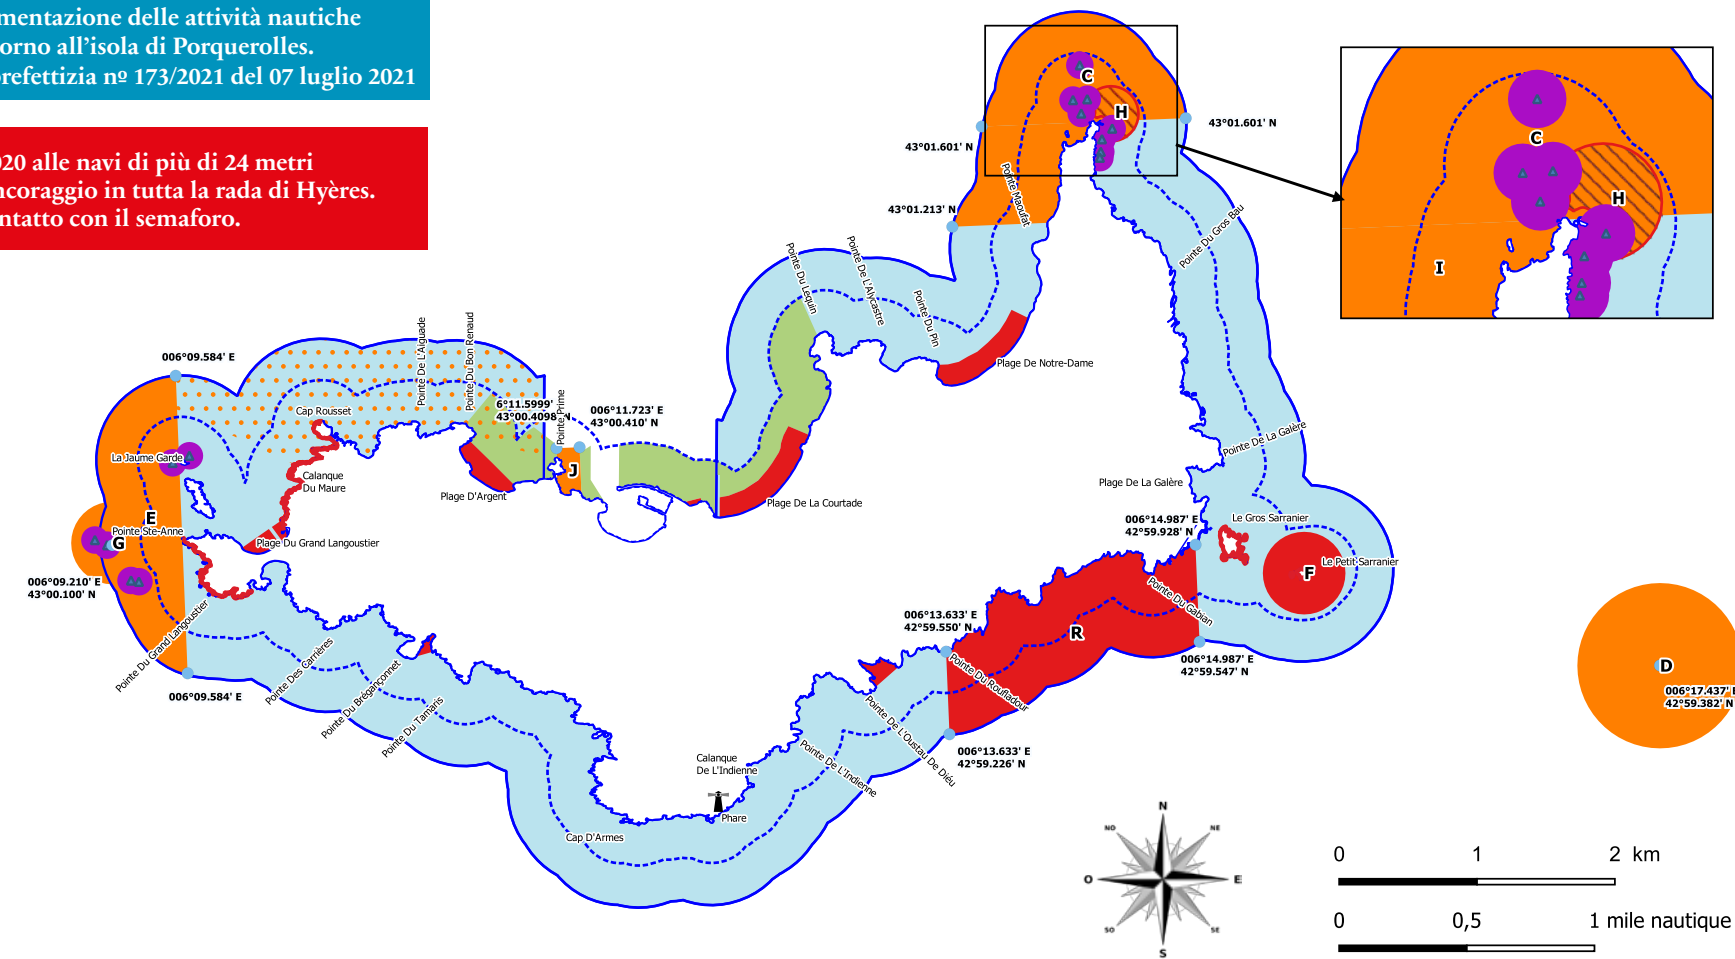 mentazione delle attività nautiche
orno all'isola di Porquerolles.
prefettizia nº 173/2021 del 07 luglio 2021
020 alle navi di più di 24 metri
ncoraggio in tutta la rada di Hyères.
ntatto con il semaforo.
C
H
43°01.601' N
43°01.601' N
43°01.213' N
Pointe Maoufat
Pointe Du Gros Bau
C
H
I
Pointe Du Lequin
Pointe De L'Alycastre
Pointe Du Pin
Plage De Notre-Dame
006°09.584' E
Pointe De L'Aiguade
Pointe Du Bon Renaud
Cap Rousset
6°11.5999'
43°00.4098' N
Pointe Prime
006°11.723' E
43°00.410' N
J
La Jaume Garde
Calanque
Du Maure
Plage D'Argent
Plage De La Courtade
Pointe De La Galère
Plage De La Galère
E
Pointe Ste-Anne
G
Plage Du Grand Langoustier
006°14.987' E
42°59.928' N
Le Gros Sarranier
Le Petit Sarranier
F
006°09.210' E
43°00.100' N
Pointe Du Grand Langoustier
Pointe Des Carrières
Pointe Du Brégançonnet
Pointe Du Tamaris
006°09.584' E
006°13.633' E
42°59.550' N
R
Pointe Du Gabian
006°14.987' E
42°59.547' N
Pointe Du Roufladour
Pointe De L'Oustau De Diéu
Pointe De L'Indienne
006°13.633' E
42°59.226' N
D
006°17.437' E
42°59.382' N
Calanque
De L'Indienne
Phare
Cap D'Armes
N
NO
NE
O
E
SO
SE
S
0 1 2 km
0 0,5 1 mile nautique